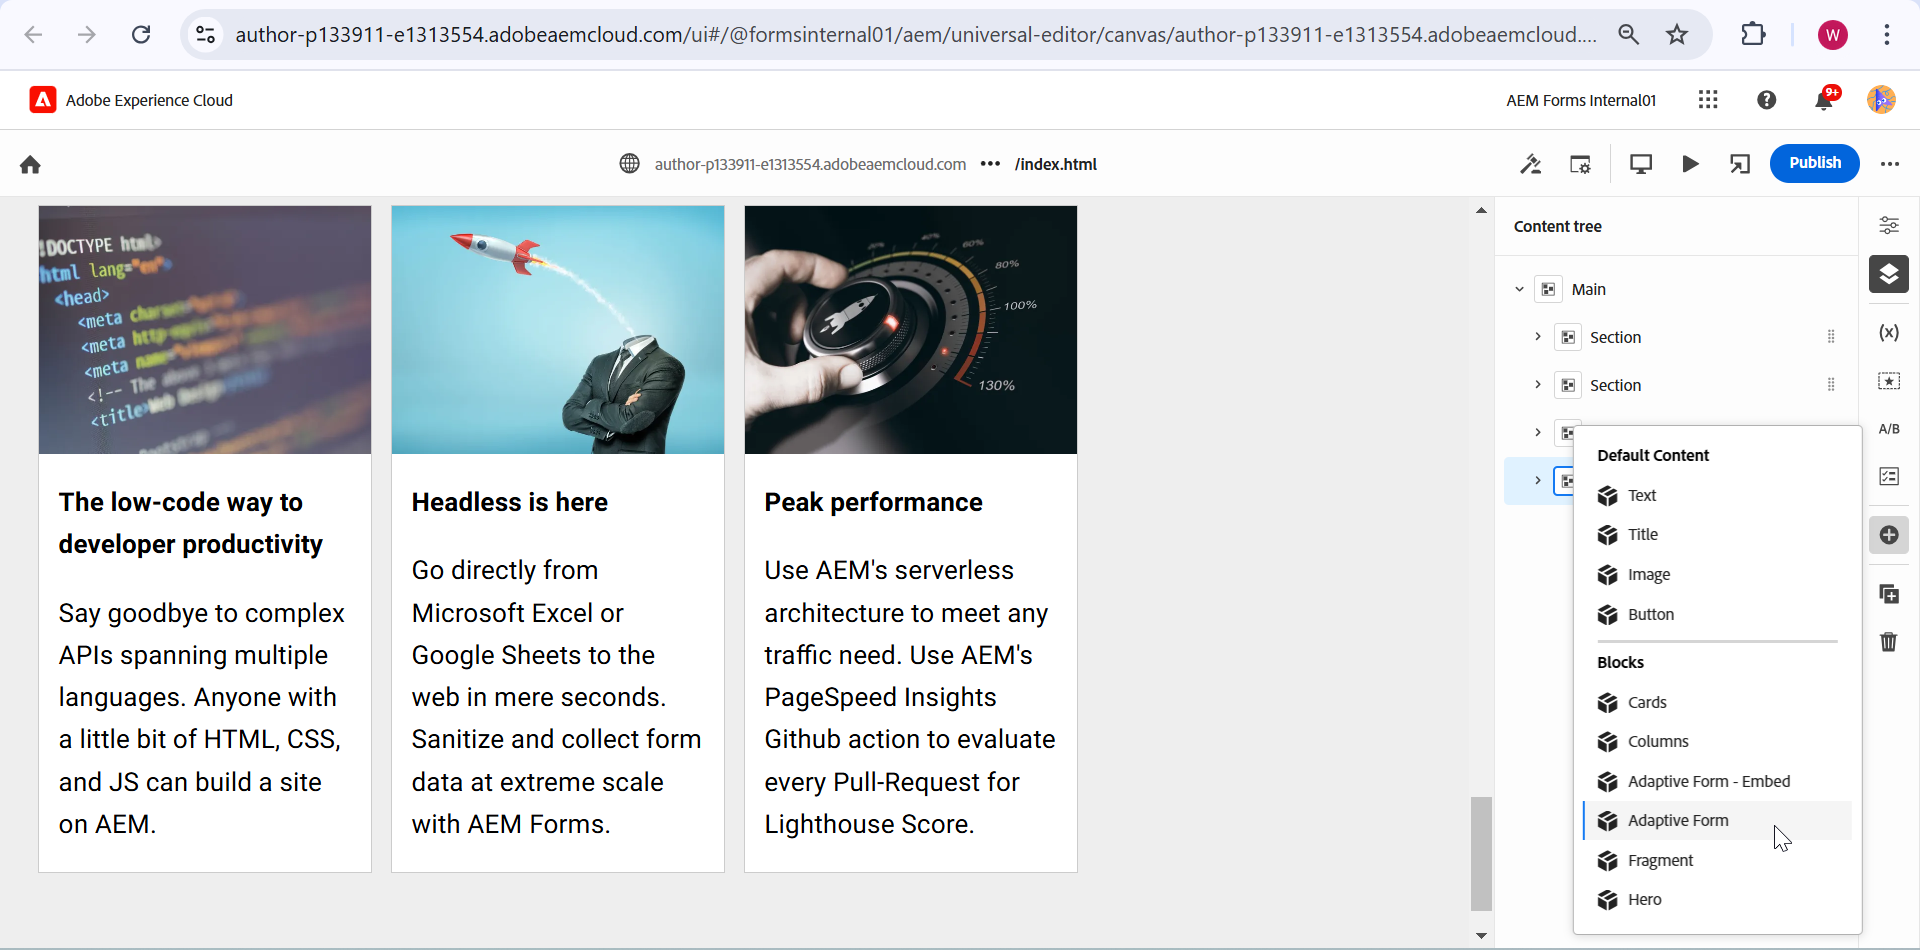 author-p133911-e1313554.adobeaemcloud.com/ui#/@formsinternal01/aem/universal-editor/canvas/author-p133911-e1313554.adobeaemcloud....
W
Adobe Experience Cloud
AEM Forms Internal01
9+
author-p133911-e1313554.adobeaemcloud.com ••• /index.html
Publish
!DOCTYPE html>
html lang="en">
<head>
<meta
<meta
<meta
<!-- The above
<title>Web Design
80%
100%
130%
The low-code way to
developer productivity
Say goodbye to complex
APIs spanning multiple
languages. Anyone with
a little bit of HTML, CSS,
and JS can build a site
on AEM.
Headless is here
Go directly from
Microsoft Excel or
Google Sheets to the
web in mere seconds.
Sanitize and collect form
data at extreme scale
with AEM Forms.
Peak performance
Use AEM's serverless
architecture to meet any
traffic need. Use AEM's
PageSpeed Insights
Github action to evaluate
every Pull-Request for
Lighthouse Score.
Content tree
Main
Section
Section
Default Content
Text
Title
Image
Button
Blocks
Cards
Columns
Adaptive Form - Embed
Adaptive Form
Fragment
Hero
(x)
A/B